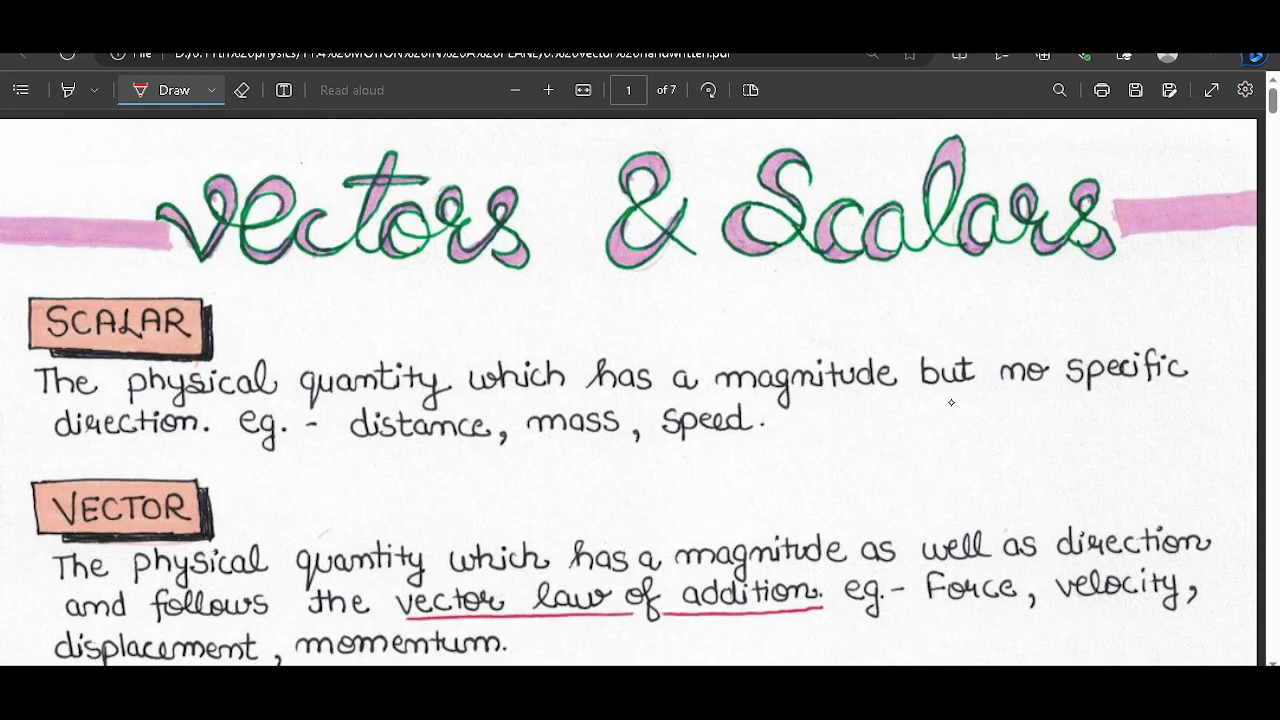 Draw
Read aloud
1 of 7
Vectors & Scalars
SCALAR
The physical quantity which has a magnitude but no specific
direction. eg. - distance, mass, speed.
VECTOR
The physical quantity which has a magnitude as well as direction
and follows the vector law of addition. eg.- Force, velocity,
displacement, momentum.